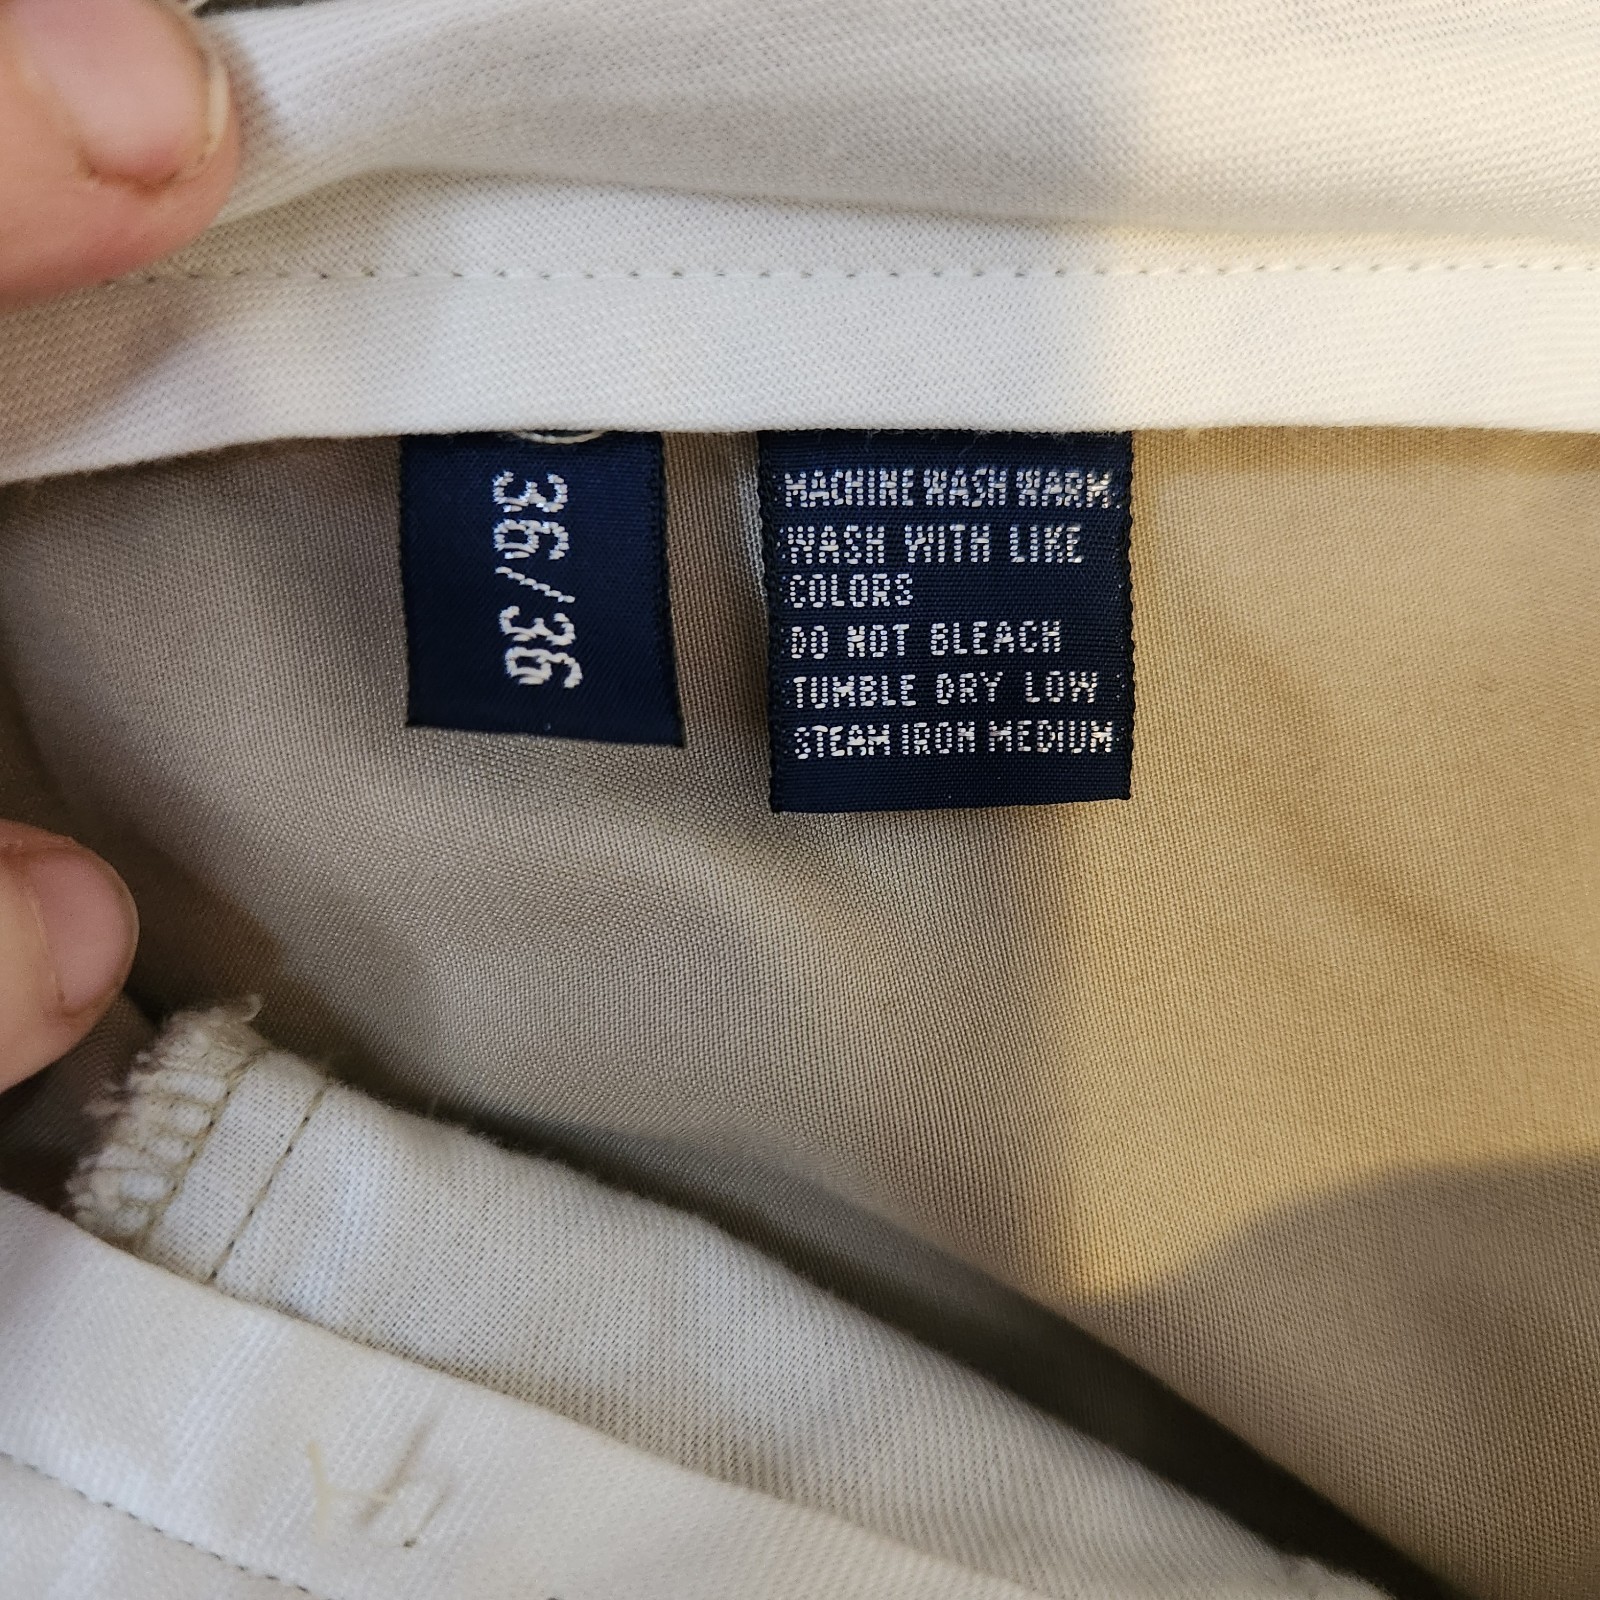 36/36
MACHINE WASH WARM.
WASH WITH LIKE
COLORS
DO NOT BLEACH
TUMBLE DRY LOW
STEAM IRON MEDIUM